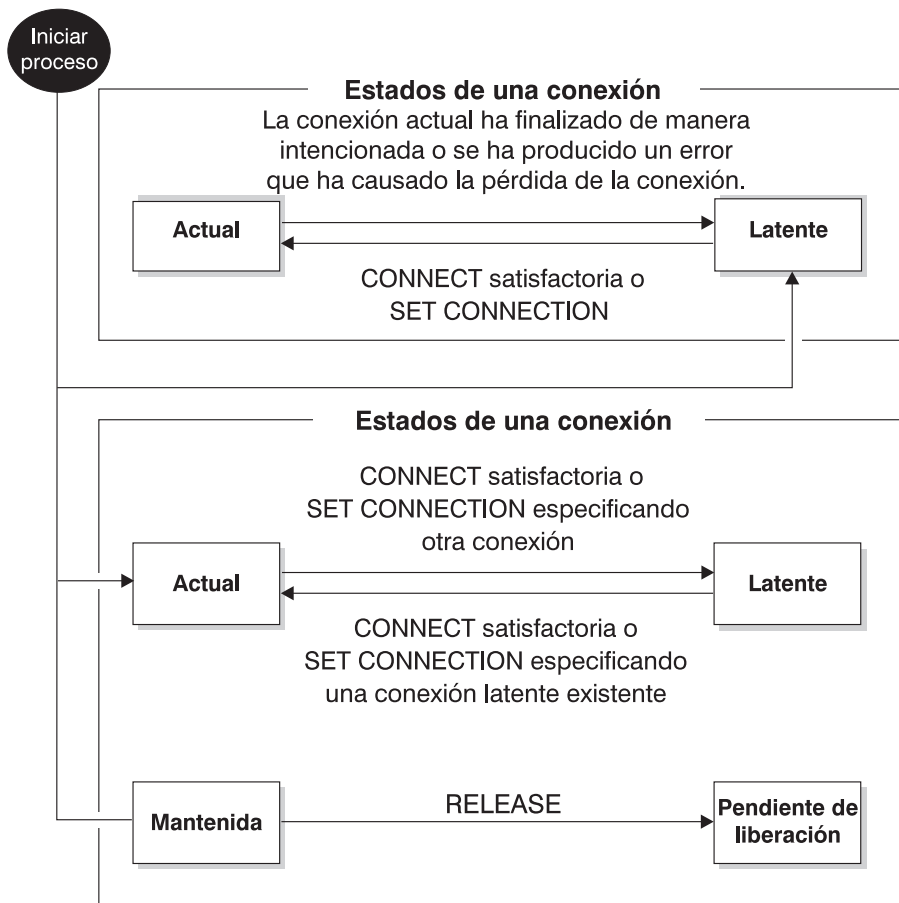 Iniciar
proceso
Estados de una conexión
La conexión actual ha finalizado de manera
intencionada o se ha producido un error
que ha causado la pérdida de la conexión.
Actual
Latente
CONNECT satisfactoria o
SET CONNECTION
Estados de una conexión
CONNECT satisfactoria o
SET CONNECTION especificando
otra conexión
Actual
Latente
CONNECT satisfactoria o
SET CONNECTION especificando
una conexión latente existente
Mantenida
RELEASE
Pendiente de
liberación